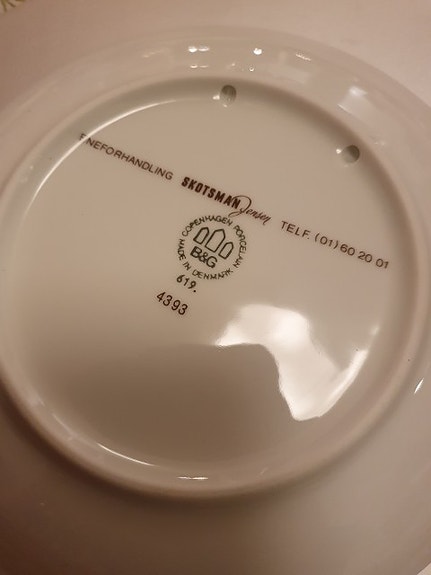 ENEFORHANDLING SKOTSMAN Jensen TELF. (01) 60 20 01
COPENHAGEN PORCELAIN
B&G
MADE IN DENMARK
619.
4393